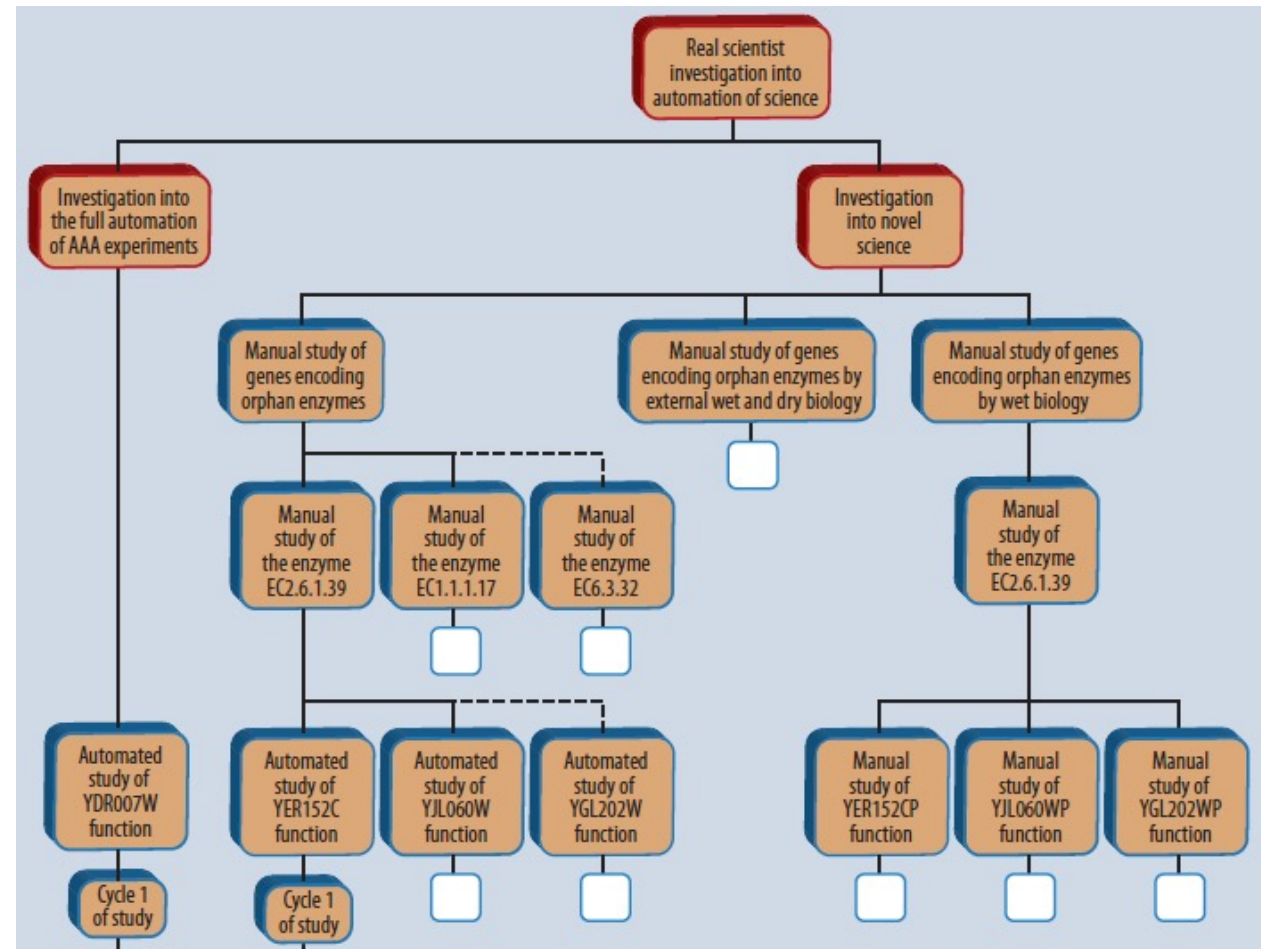 Real scientist
investigation into
automation of science
Investigation into
the full automation
of AAA experiments
Investigation
into novel
science
Manual study of
genes encoding
orphan enzymes
Manual study of genes
encoding orphan enzymes by
external wet and dry biology
Manual study of genes
encoding orphan enzymes
by wet biology
Manual
study of
the enzyme
EC2.6.1.39
Manual
study of
the enzyme
EC1.1.1.17
Manual
study of
the enzyme
EC6.3.32
Manual
study of
the enzyme
EC2.6.1.39
Automated
study of
YDR007W
function
Automated
study of
YER152C
function
Automated
study of
YJL060W
function
Automated
study of
YGL202W
function
Manual
study of
YER152CP
function
Manual
study of
YJL060WP
function
Manual
study of
YGL202WP
function
Cycle 1
of study
Cycle 1
of study